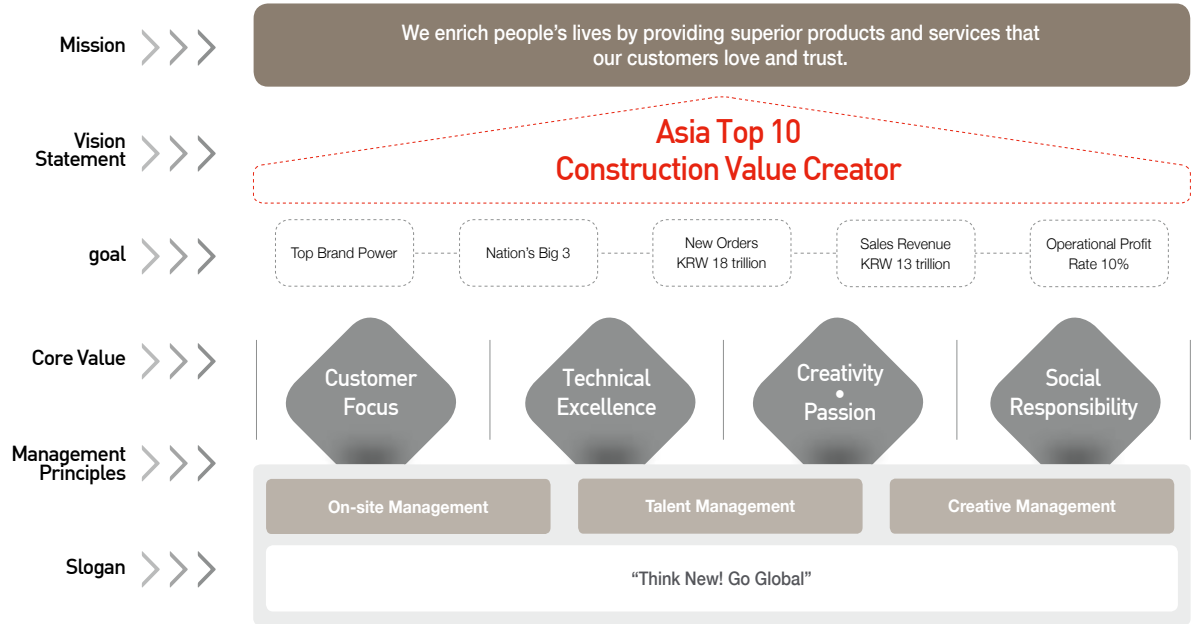 Mission
We enrich people’s lives by providing superior products and services that
our customers love and trust.
Vision
Statement
Asia Top 10
Construction Value Creator
goal
Top Brand Power
Nation’s Big 3
New Orders
KRW 18 trillion
Sales Revenue
KRW 13 trillion
Operational Profit
Rate 10%
Core Value
Customer
Focus
Technical
Excellence
Creativity
•
Passion
Social
Responsibility
Management
Principles
On-site Management
Talent Management
Creative Management
Slogan
“Think New! Go Global”